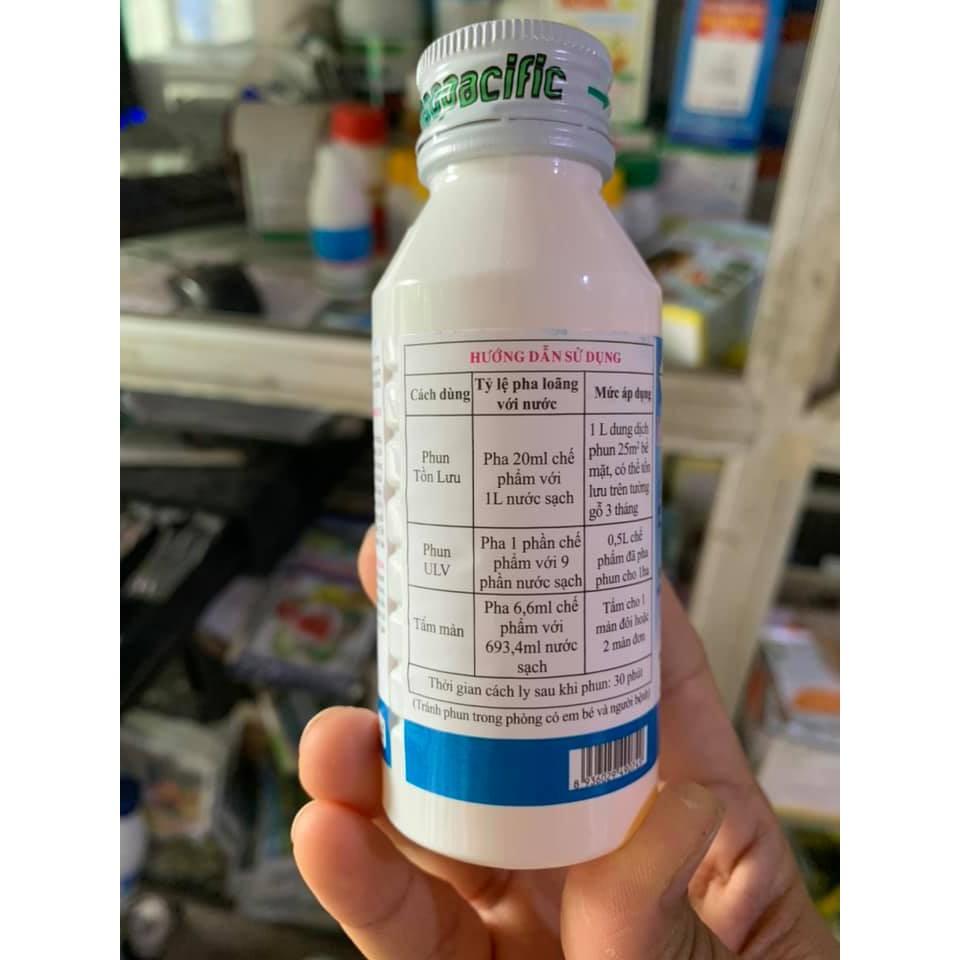 acific
HƯỚNG DẪN SỬ DỤNG
Cách dùng
Tỷ lệ pha loãng
với nước
Mức áp dụng
Phun
Tồn Lưu
Pha 20ml chế
phẩm với
1L nước sạch
1 L dung dịch
phun 25m² bề
mặt, có thể tồn
lưu trên tường
gỗ 3 tháng
Phun
ULV
Pha 1 phần chế
phẩm với 9
phần nước sạch
0,5L chế
phẩm đã pha
phun cho 1ha
Tẩm màn
Pha 6,6ml chế
phẩm với
693,4ml nước
sạch
Tẩm cho 1
màn đôi hoặc
2 màn đơn
Thời gian cách ly sau khi phun: 30 phút
(Tránh phun trong phòng có em bé và người bệnh)